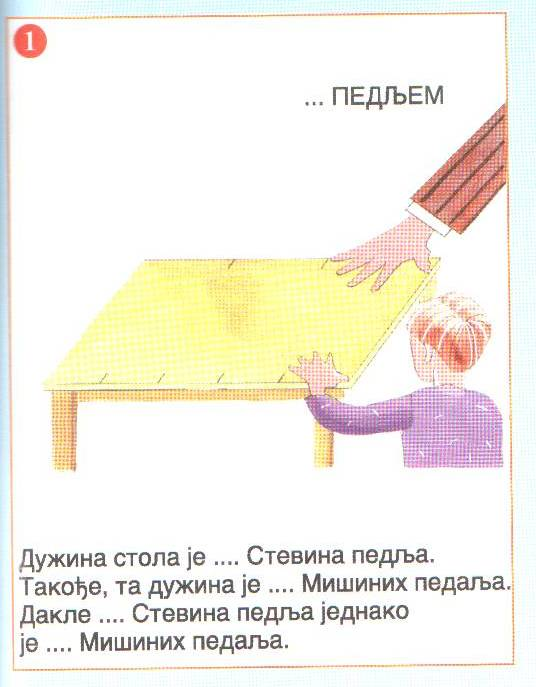 1
... ПЕДЉЕМ
Дужина стола је .... Стевина педља.
Такође, та дужина је .... Мишиних педаља.
Дакле .... Стевина педља једнако
је .... Мишиних педаља.